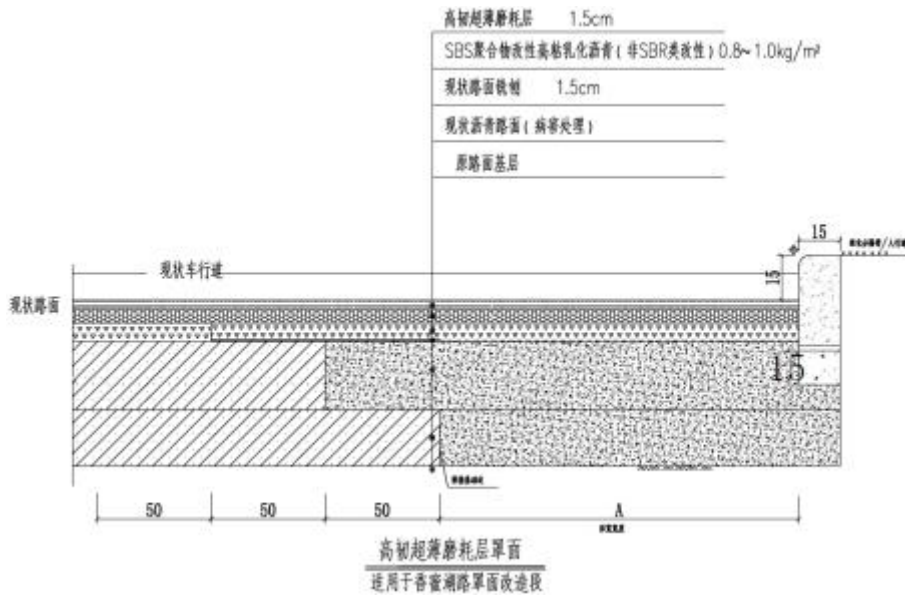 高韧超薄磨耗层 1.5cm
SBS聚合物改性高粘乳化沥青(非SBR类改性)0.8~1.0kg/m²
现状路面铣刨 1.5cm
现状沥青路面(病害处理)
原路面基层
15
现状车行道
15
现状路面
15
50 50 50 A
高韧超薄磨耗层罩面
适用于香蜜湖路罩面改造段